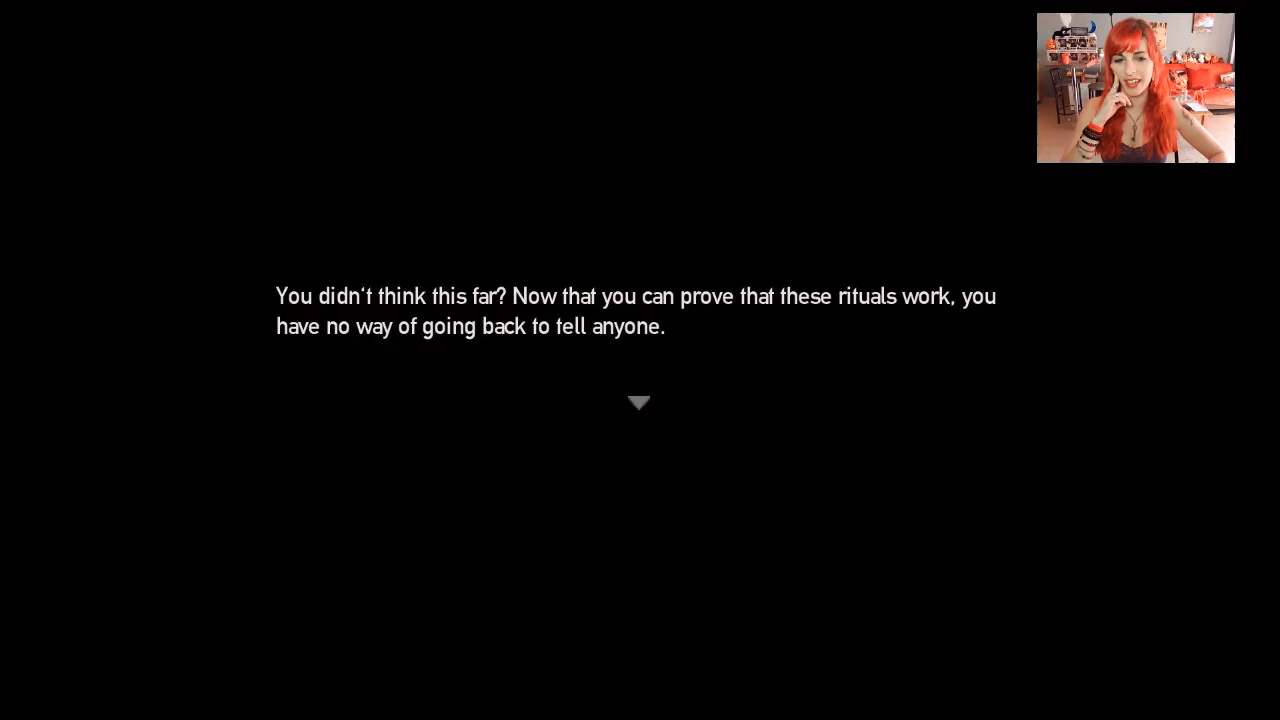 You didn't think this far? Now that you can prove that these rituals work, you
have no way of going back to tell anyone.